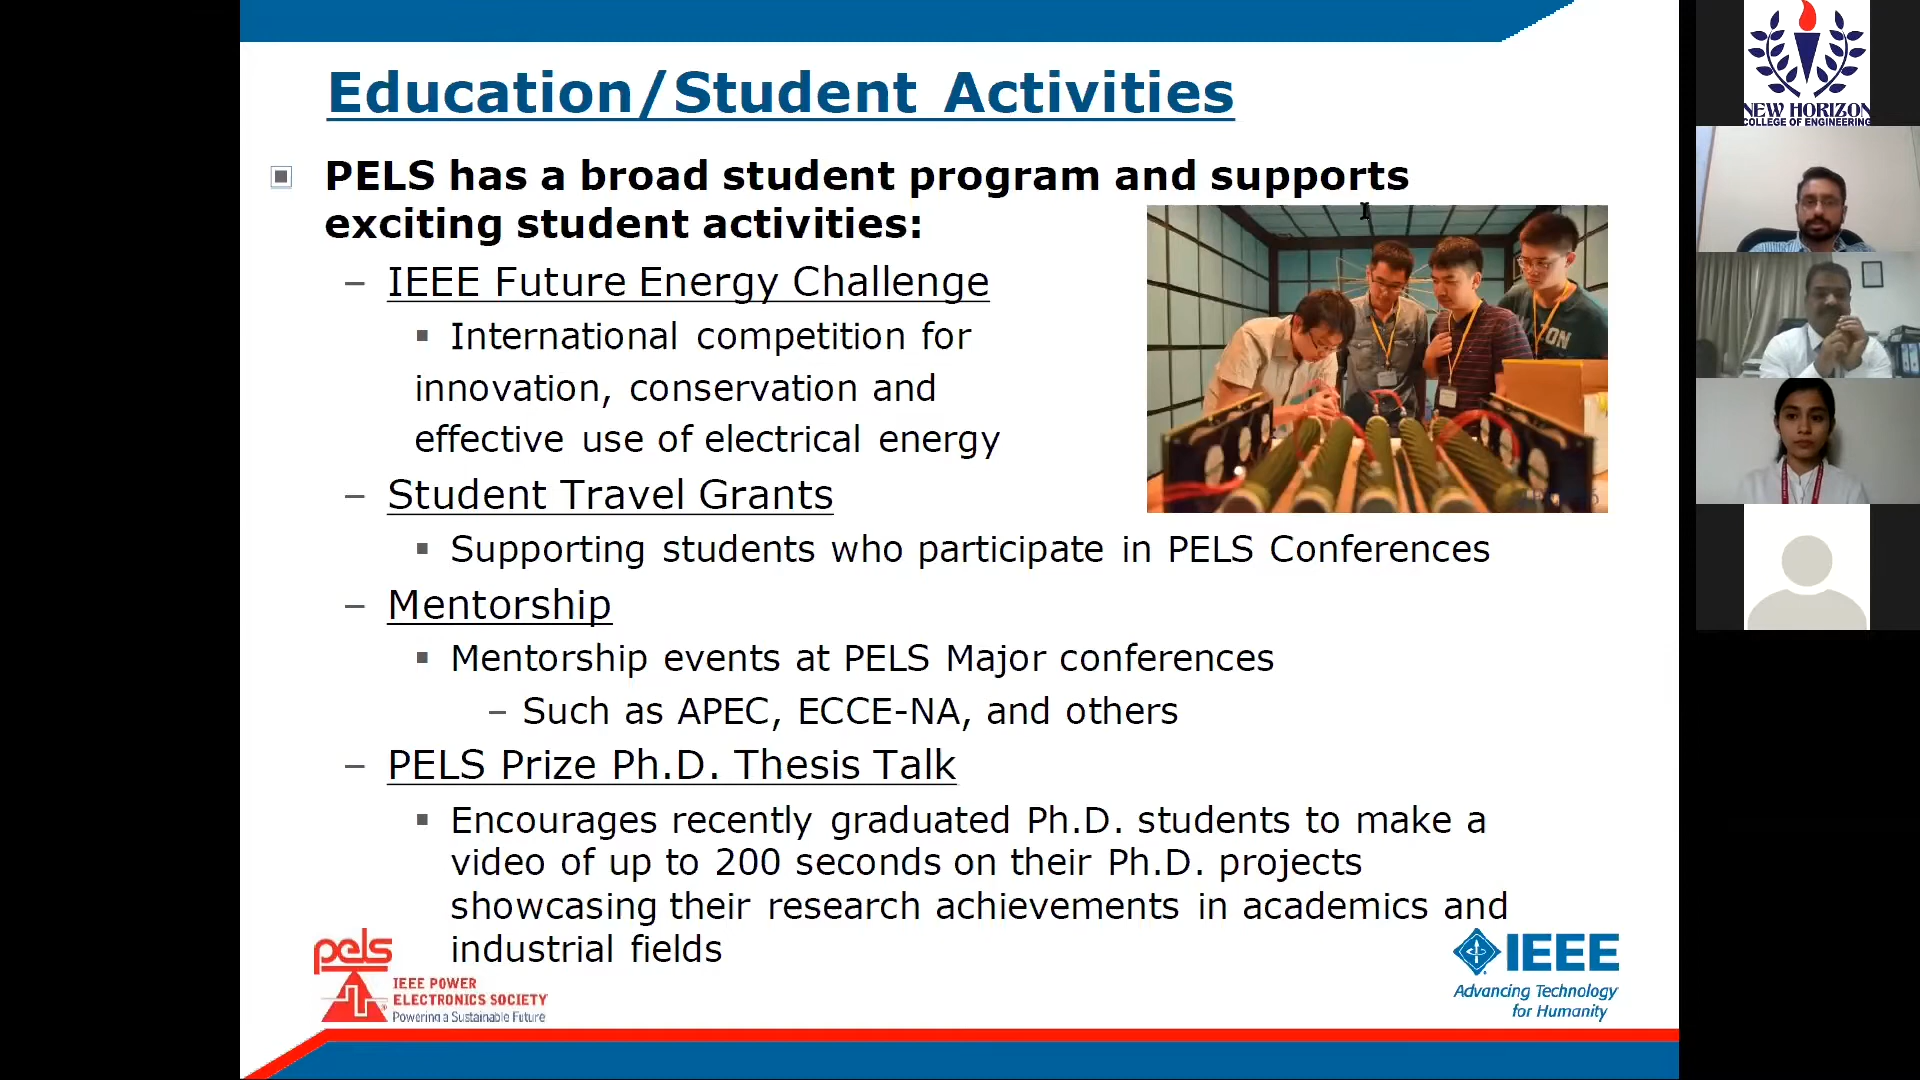 Education/Student Activities
PELS has a broad student program and supports
exciting student activities:
– IEEE Future Energy Challenge
▪ International competition for
innovation, conservation and
effective use of electrical energy
– Student Travel Grants
▪ Supporting students who participate in PELS Conferences
– Mentorship
▪ Mentorship events at PELS Major conferences
– Such as APEC, ECCE-NA, and others
– PELS Prize Ph.D. Thesis Talk
▪ Encourages recently graduated Ph.D. students to make a
video of up to 200 seconds on their Ph.D. projects
showcasing their research achievements in academics and
industrial fields
pels
IEEE POWER
ELECTRONICS SOCIETY
Powering a Sustainable Future
IEEE
Advancing Technology
for Humanity
NEW HORIZON
COLLEGE OF ENGINEERING